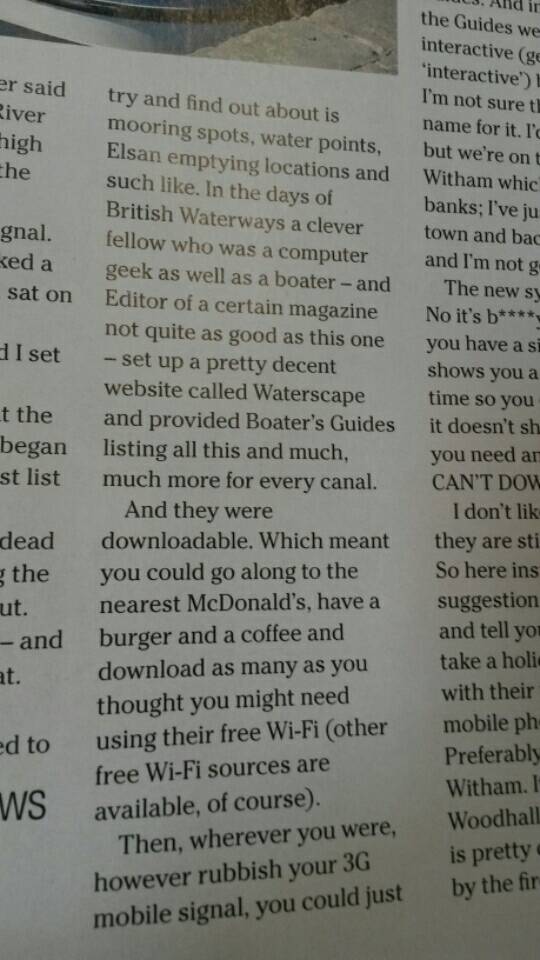 er said
River
high
the
gnal.
ked a
sat on
d I set
t the
began
st list
dead
g the
ut.
– and
at.
ed to
WS
try and find out about is
mooring spots, water points,
Elsan emptying locations and
such like. In the days of
British Waterways a clever
fellow who was a computer
geek as well as a boater – and
Editor of a certain magazine
not quite as good as this one
– set up a pretty decent
website called Waterscape
and provided Boater's Guides
listing all this and much,
much more for every canal.
And they were
downloadable. Which meant
you could go along to the
nearest McDonald's, have a
burger and a coffee and
download as many as you
thought you might need
using their free Wi-Fi (other
free Wi-Fi sources are
available, of course).
Then, wherever you were,
however rubbish your 3G
mobile signal, you could just
And in
the Guides we
interactive (ge
'interactive') b
I'm not sure th
name for it. I'd
but we're on t
Witham whic
banks; I've ju
town and bac
and I'm not g
The new sy
No it's b****y
you have a si
shows you a
time so you
it doesn't sh
you need an
CAN'T DOW
I don't lik
they are sti
So here ins
suggestion
and tell you
take a holi
with their
mobile ph
Preferably
Witham. I
Woodhall
is pretty
by the fir